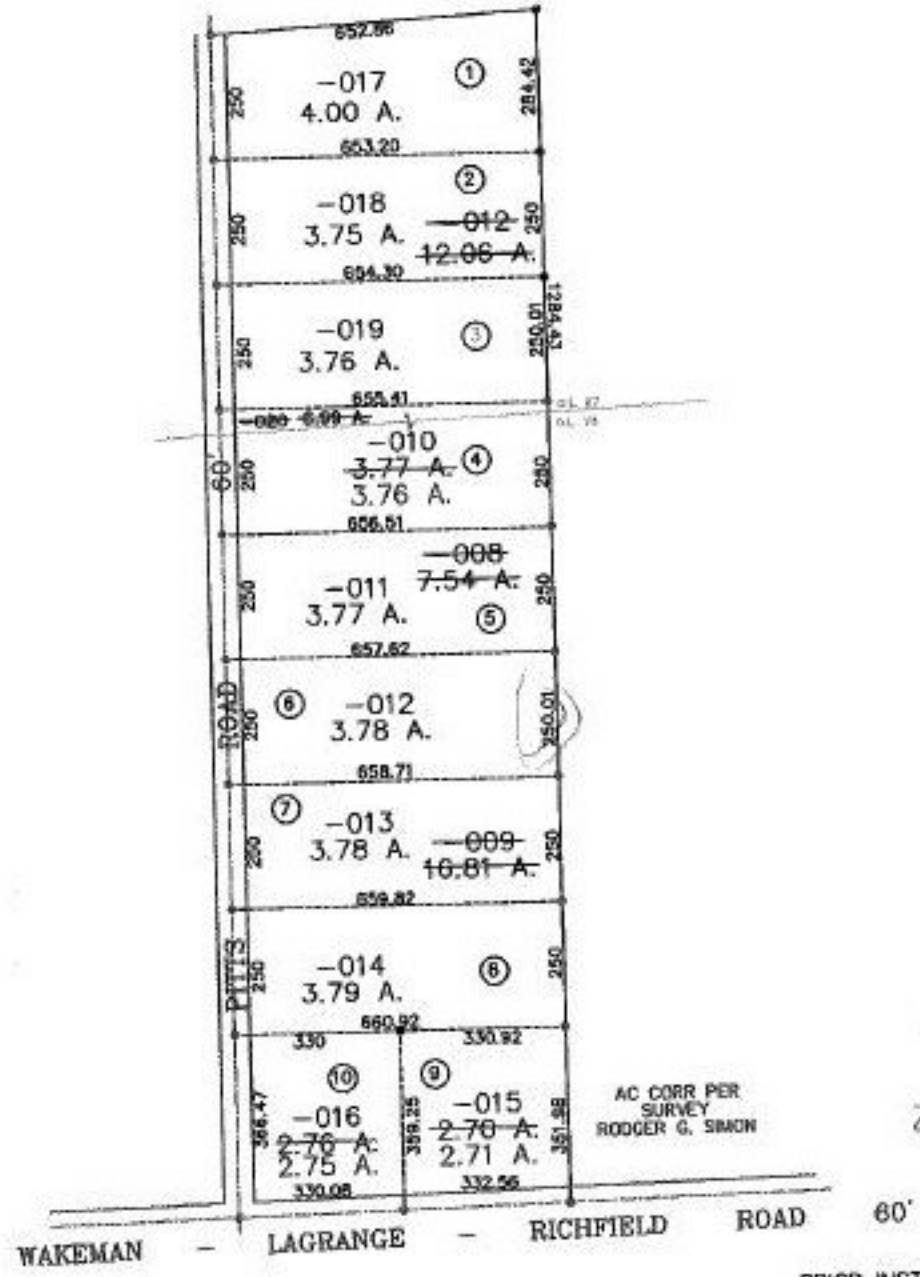 652.86
①
-017
4.00 A.
250
284.42
653.20
②
-018
3.75 A.
-012
12.06 A.
250
250
654.30
-019
3.76 A.
③
250
250.01
1284.43
655.41
-020 6.99 A.
-010
3.77 A.
3.76 A.
④
60'
250
250
656.51
-008
7.54 A.
-011
3.77 A.
⑤
250
250
657.62
⑥
-012
3.78 A.
250
250.01
ROAD
658.71
⑦
-013
3.78 A.
-009
250
250
659.82
-014
3.79 A.
250
250
PITTS
660.92
330
330.92
⑩
⑨
-016
2.76 A.
2.75 A.
366.47
359.25
-015
2.70 A.
2.71 A.
351.98
330.08
332.56
AC CORR PER
SURVEY
RODGER G. SIMON
WAKEMAN - LAGRANGE - RICHFIELD ROAD 60'